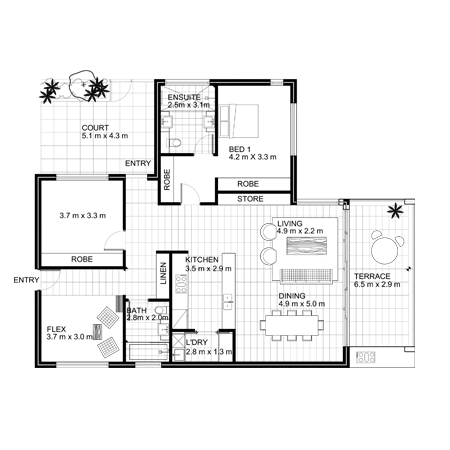 ENSUITE
2.5m x 3.1m
COURT
5.1 m x 4.3 m
BED 1
4.2 m X 3.3 m
ENTRY
ROBE
ROBE
STORE
3.7 m x 3.3 m
LIVING
4.9 m x 2.2 m
ROBE
LINEN
KITCHEN
3.5m x 2.9 m
ENTRY
TERRACE
6.5m x 2.9 m
DINING
4.9 m x 5.0 m
BATH
2.8m x 2.0m
FLEX
3.7 m x 3.0 m
L'DRY
2.8 m x 1.3 m